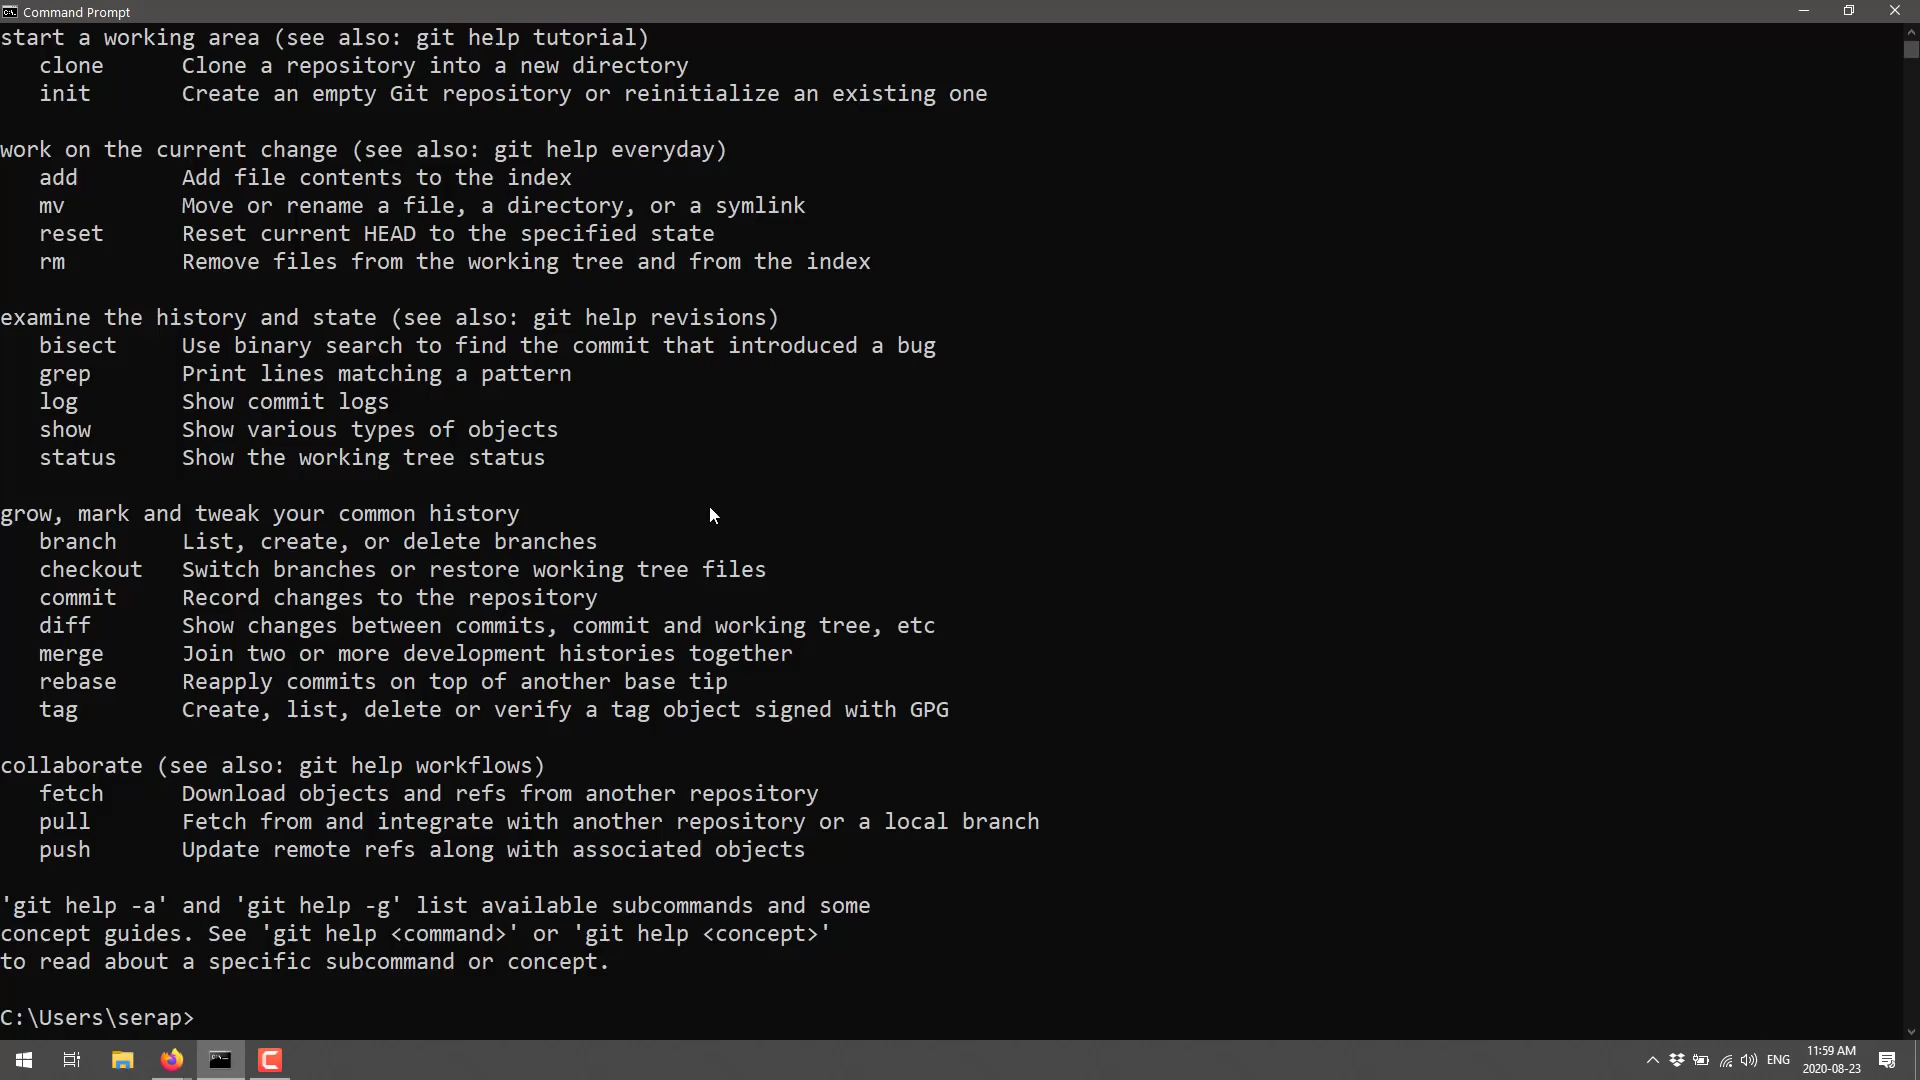 Command Prompt
start a working area (see also: git help tutorial)
   clone      Clone a repository into a new directory
   init       Create an empty Git repository or reinitialize an existing one

work on the current change (see also: git help everyday)
   add        Add file contents to the index
   mv         Move or rename a file, a directory, or a symlink
   reset      Reset current HEAD to the specified state
   rm         Remove files from the working tree and from the index

examine the history and state (see also: git help revisions)
   bisect     Use binary search to find the commit that introduced a bug
   grep       Print lines matching a pattern
   log        Show commit logs
   show       Show various types of objects
   status     Show the working tree status

grow, mark and tweak your common history
   branch     List, create, or delete branches
   checkout   Switch branches or restore working tree files
   commit     Record changes to the repository
   diff       Show changes between commits, commit and working tree, etc
   merge      Join two or more development histories together
   rebase     Reapply commits on top of another base tip
   tag        Create, list, delete or verify a tag object signed with GPG

collaborate (see also: git help workflows)
   fetch      Download objects and refs from another repository
   pull       Fetch from and integrate with another repository or a local branch
   push       Update remote refs along with associated objects

'git help -a' and 'git help -g' list available subcommands and some
concept guides. See 'git help <command>' or 'git help <concept>'
to read about a specific subcommand or concept.

C:\Users\serap>
ENG
11:59 AM
2020-08-23